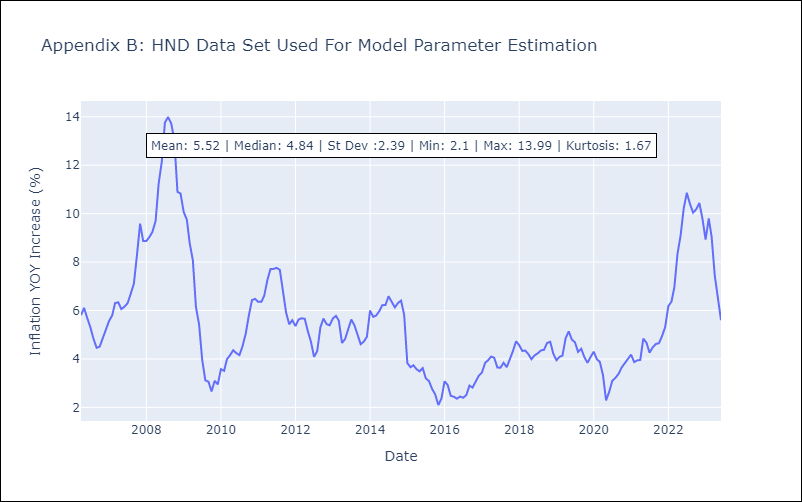 Appendix B: HND Data Set Used For Model Parameter Estimation
14
Mean: 5.52 | Median: 4.84 | St Dev :2.39 | Min: 2.1 | Max: 13.99 | Kurtosis: 1.67
12
10
8
6
4
2
Inflation YOY Increase (%)
2008 2010 2012 2014 2016 2018 2020 2022
Date